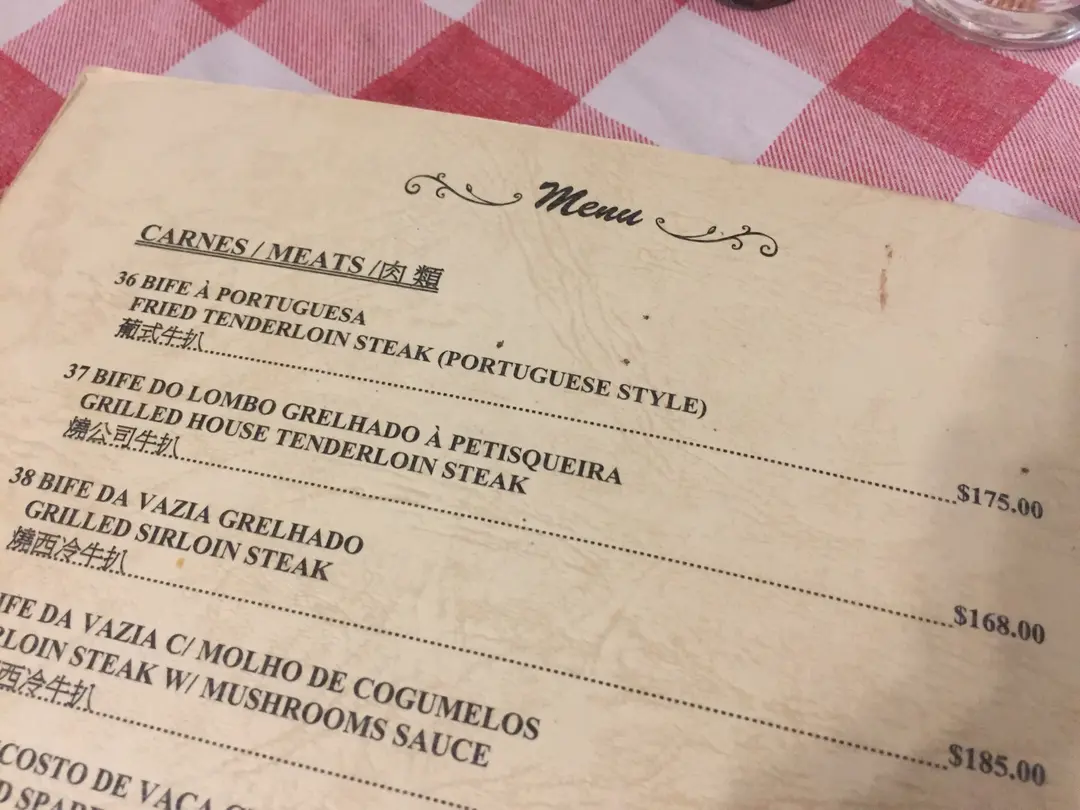 Menu
CARNES / MEATS /肉 類
36 BIFE À PORTUGUESA
FRIED TENDERLOIN STEAK (PORTUGUESE STYLE)
葡式牛扒 $175.00
37 BIFE DO LOMBO GRELHADO À PETISQUEIRA
GRILLED HOUSE TENDERLOIN STEAK
燒公司牛扒 $168.00
38 BIFE DA VAZIA GRELHADO
GRILLED SIRLOIN STEAK
燒西冷牛扒 $185.00
IFE DA VAZIA C/ MOLHO DE COGUMELOS
RLOIN STEAK W/ MUSHROOMS SAUCE
西冷牛扒
COSTO DE VACA